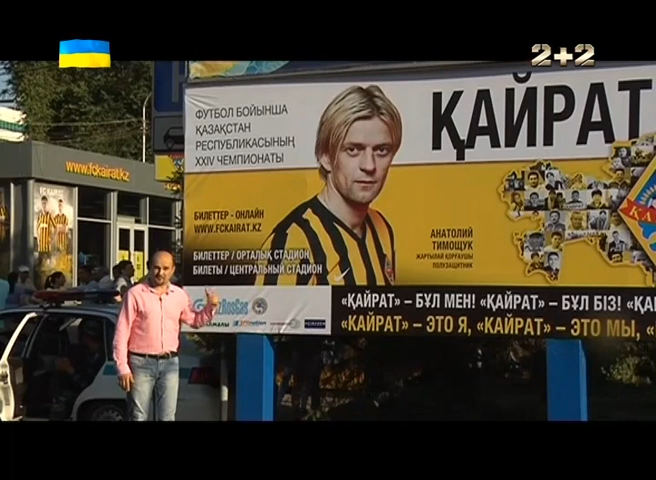 2+2
ФУТБОЛ БОЙЫНША
ҚАЗАҚСТАН
РЕСПУБЛИКАСЫНЫҢ
XXIV ЧЕМПИОНАТЫ
ҚАЙРАТ
www.fckairat.kz
БИЛЕТТЕР - ОНЛАЙН
WWW.FCKAIRAT.KZ
БИЛЕТТЕР / ОРТАЛЫҚ СТАДИОН
БИЛЕТЫ / ЦЕНТРАЛЬНЫЙ СТАДИОН
АНАТОЛИЙ
ТИМОЩУК
ЖАРТЫЛАЙ ҚОРҒАУШЫ
ПОЛУЗАЩИТНИК
«ҚАЙРАТ» – БҰЛ МЕН! «ҚАЙРАТ» – БҰЛ БІЗ! «ҚА
«КАЙРАТ» – ЭТО Я, «КАЙРАТ» – ЭТО МЫ, «